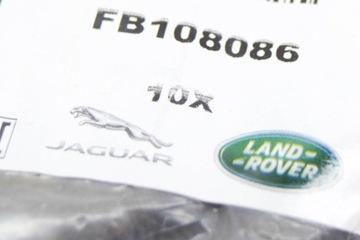 FB108086
10X
JAGUAR
LAND-
-ROVER